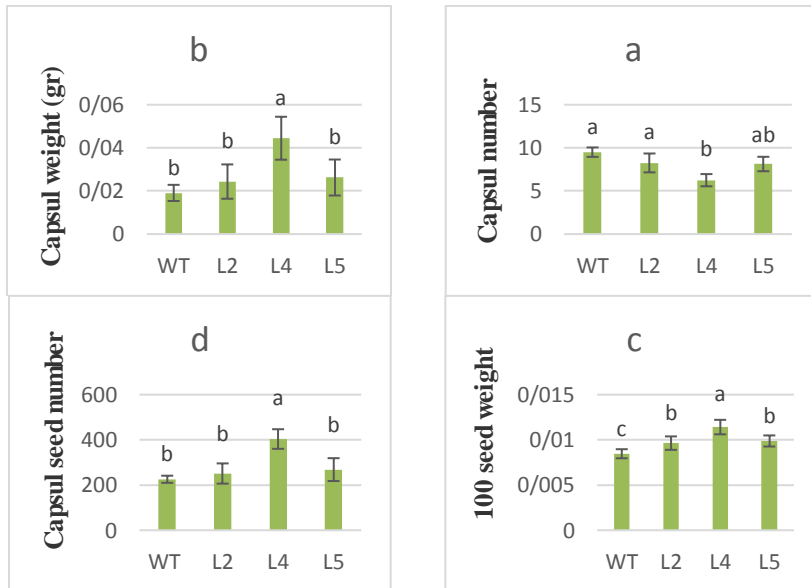 b
Capsul weight (gr)
0/06
0/04
0/02
0
b
b
a
b
WT L2 L4 L5
a
Capsul number
15
10
5
0
a
a
b
ab
WT L2 L4 L5
d
Capsul seed number
600
400
200
0
b
b
a
b
WT L2 L4 L5
c
100 seed weight
0/015
0/01
0/005
0
c
b
a
b
WT L2 L4 L5